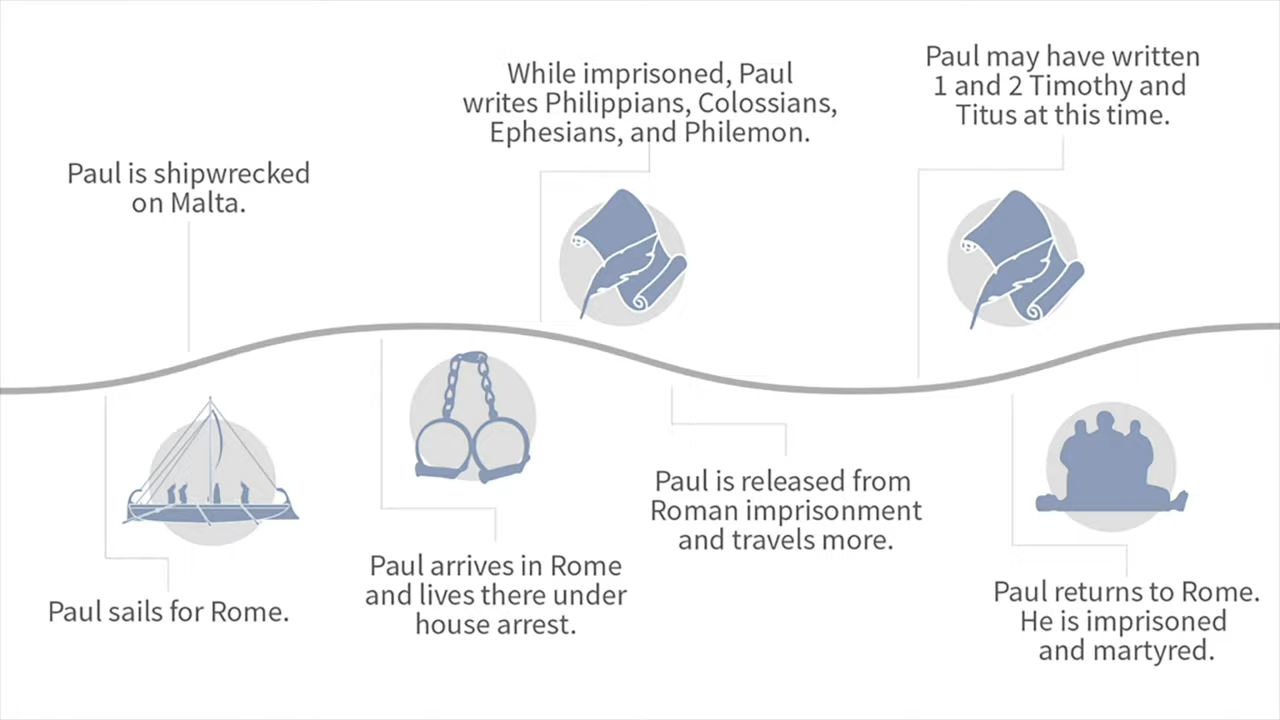 Paul sails for Rome.
Paul is shipwrecked
on Malta.
Paul arrives in Rome
and lives there under
house arrest.
While imprisoned, Paul
writes Philippians, Colossians,
Ephesians, and Philemon.
Paul is released from
Roman imprisonment
and travels more.
Paul may have written
1 and 2 Timothy and
Titus at this time.
Paul returns to Rome.
He is imprisoned
and martyred.